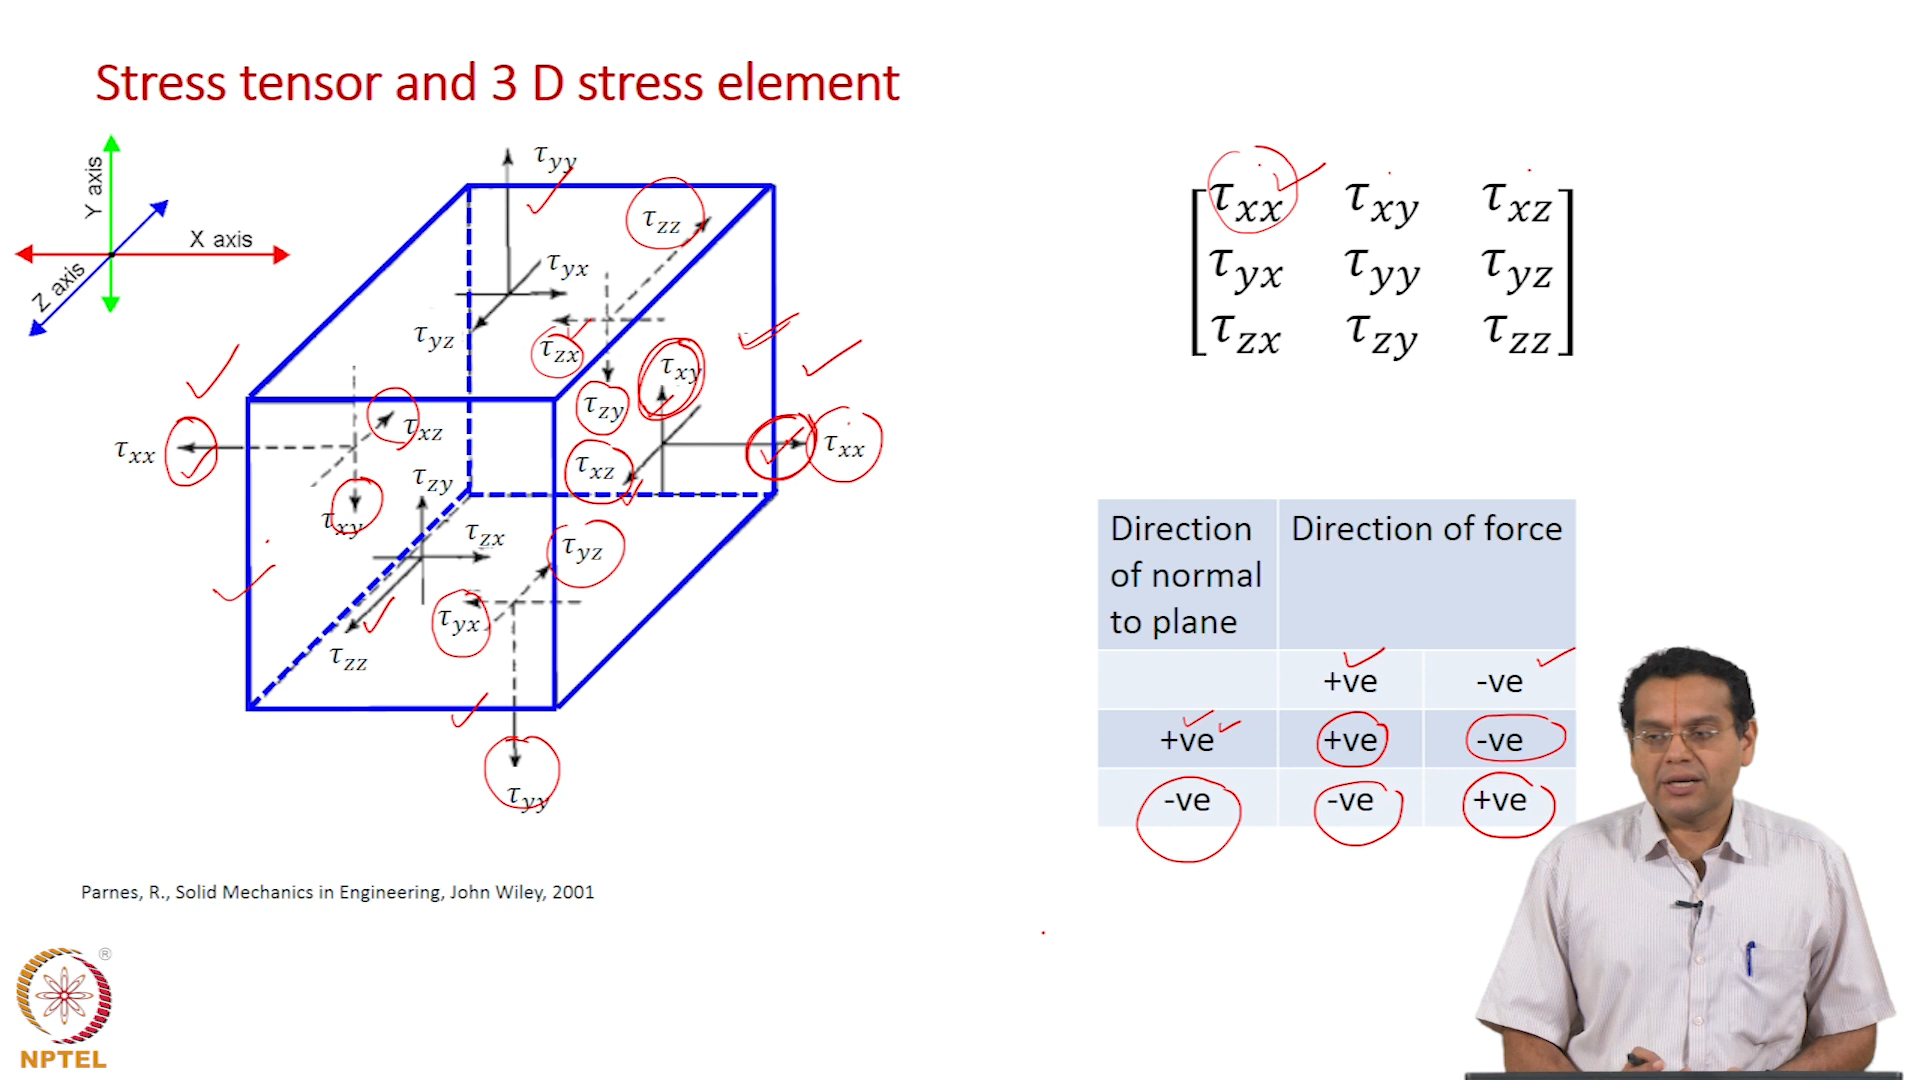 Stress tensor and 3 D stress element
Y axis
X axis
Z axis
τyy
τzz
τyx
τyz
τzx
τxy
τzy
τxx
τxz
τxz
τxx
τzy
τxy
τzx
τyz
τyx
τzz
τyy
τxx τxy τxz
τyx τyy τyz
τzx τzy τzz
Direction of normal to plane
Direction of force
+ve -ve
+ve +ve -ve
-ve -ve +ve
Parnes, R., Solid Mechanics in Engineering, John Wiley, 2001
®
NPTEL